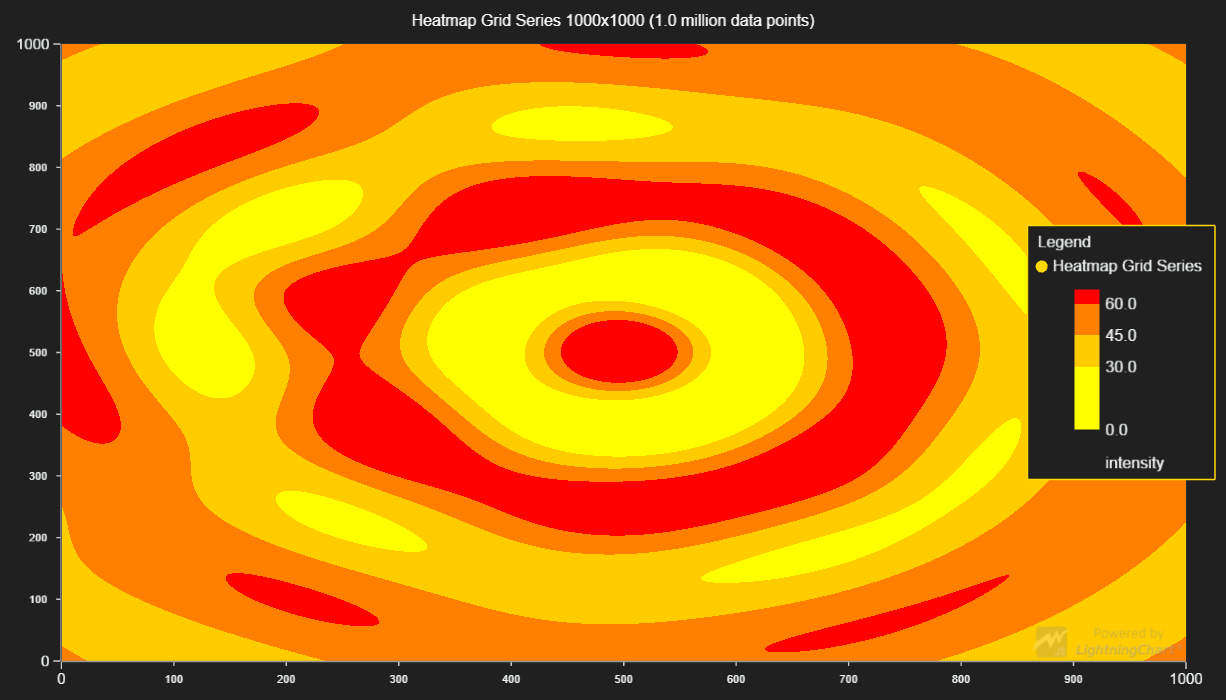 Heatmap Grid Series 1000x1000 (1.0 million data points)
1000
900
800
700
600
500
400
300
200
100
0
Legend
Heatmap Grid Series
60.0
45.0
30.0
0.0
intensity
Powered by
LightningChart
0 100 200 300 400 500 600 700 800 900 1000